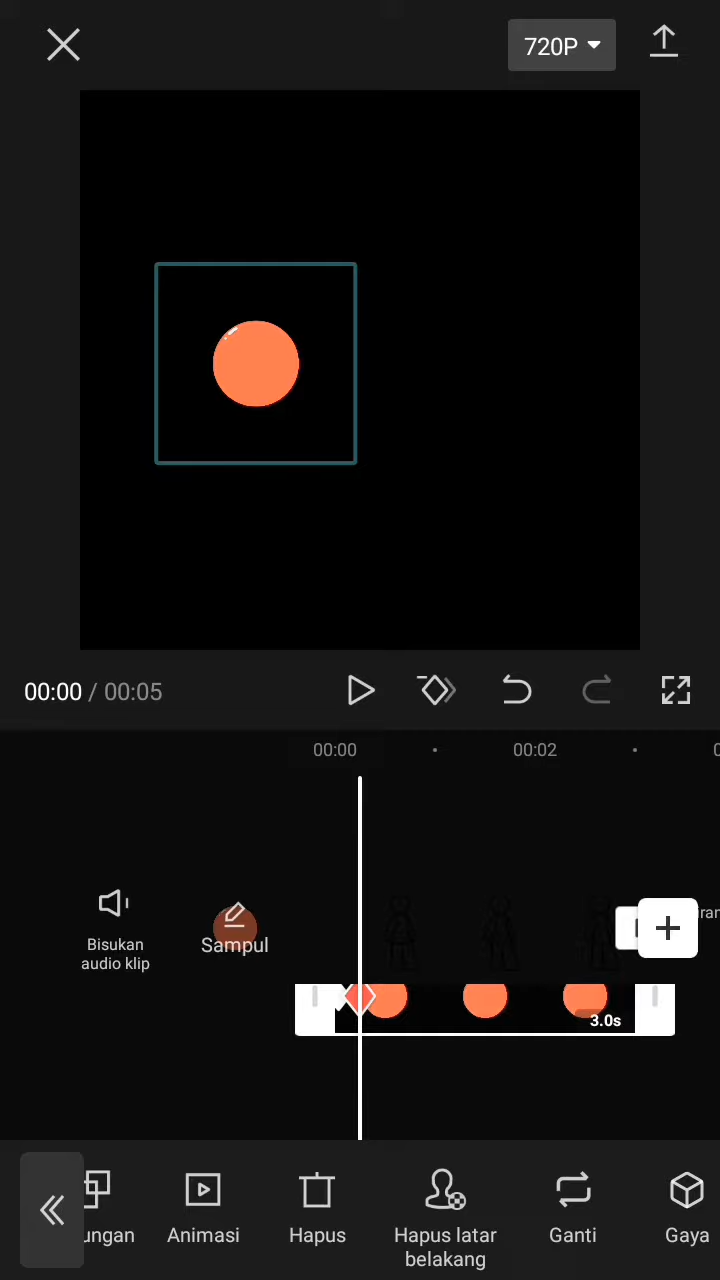 720P
00:00 / 00:05
00:00
00:02
Bisukan
audio klip
Sampul
3.0s
Animasi
Hapus
Hapus latar
belakang
Ganti
Gaya